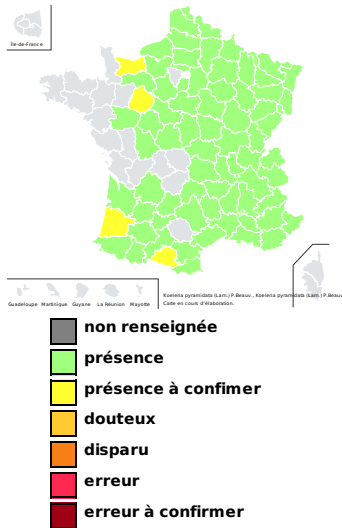 Île-de-France
Guadeloupe Martinique Guyane La Réunion Mayotte
Koeleria pyramidata (Lam.) P.Beauv., Koeleria pyramidata (Lam.) P.Beauv
Carte en cours d'élaboration.
non renseignée
présence
présence à confimer
douteux
disparu
erreur
erreur à confirmer